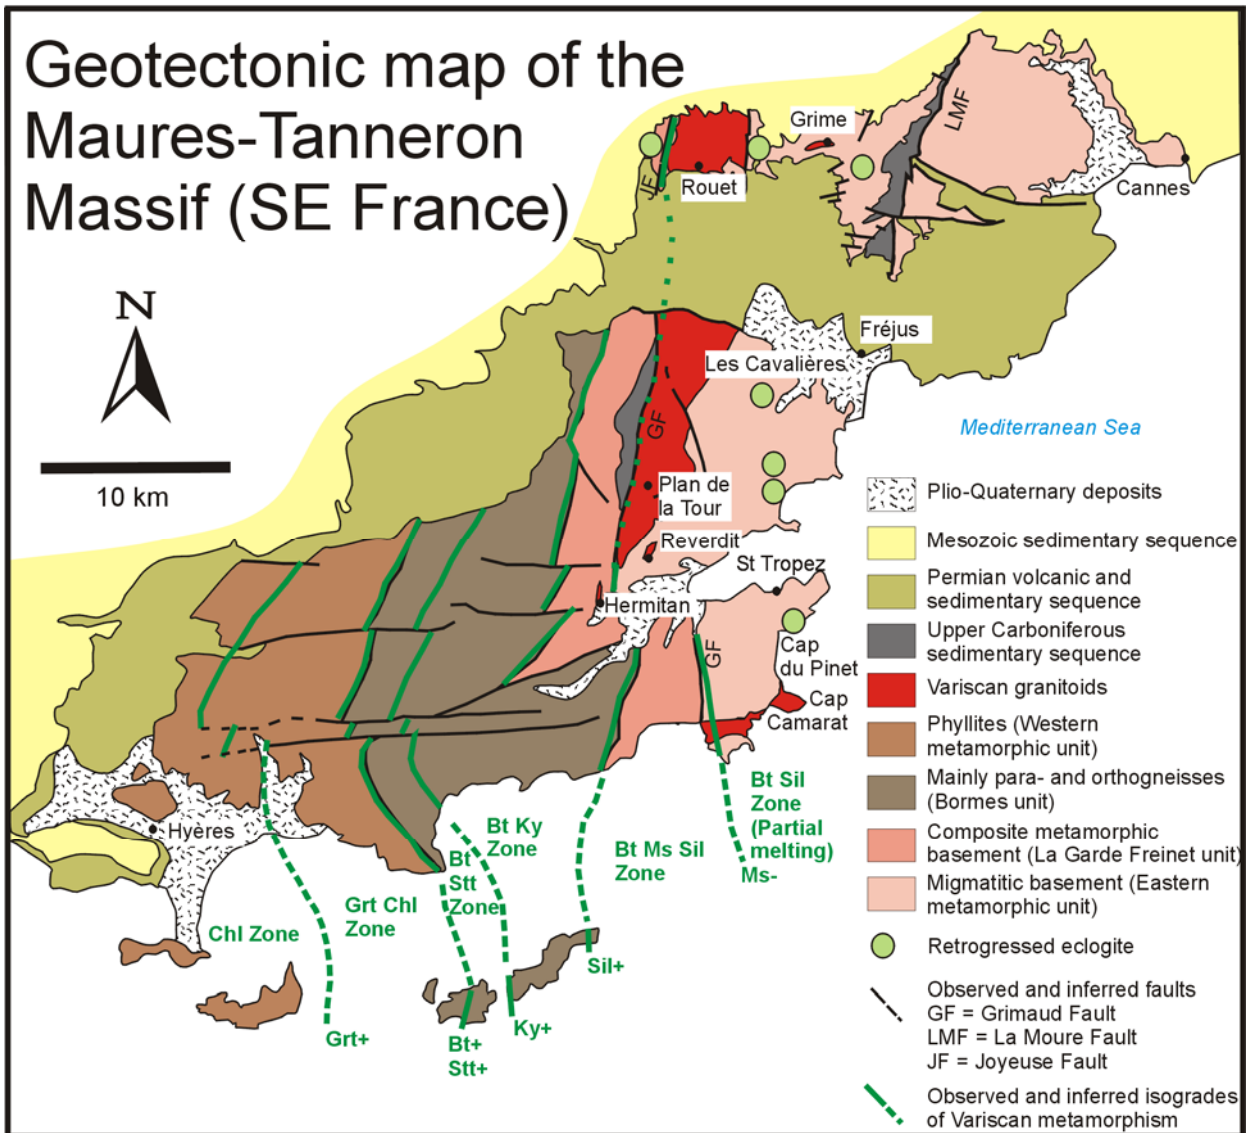 Geotectonic map of the
Maures-Tanneron
Massif (SE France)
N
10 km
JF
Rouet
Grime
LMF
Cannes
Fréjus
Les Cavalières
GF
Plan de
la Tour
Reverdit
St Tropez
Hermitan
GF
Cap
du Pinet
Cap
Camarat
Hyères
Mediterranean Sea
Chl Zone
Grt Chl
Zone
Bt
Stt
Zone
Bt Ky
Zone
Bt Ms Sil
Zone
Bt Sil
Zone
(Partial
melting)
Ms-
Sil+
Ky+
Bt+
Stt+
Grt+
Plio-Quaternary deposits
Mesozoic sedimentary sequence
Permian volcanic and
sedimentary sequence
Upper Carboniferous
sedimentary sequence
Variscan granitoids
Phyllites (Western
metamorphic unit)
Mainly para- and orthogneisses
(Bormes unit)
Composite metamorphic
basement (La Garde Freinet unit)
Migmatitic basement (Eastern
metamorphic unit)
Retrogressed eclogite
Observed and inferred faults
GF = Grimaud Fault
LMF = La Moure Fault
JF = Joyeuse Fault
Observed and inferred isogrades
of Variscan metamorphism